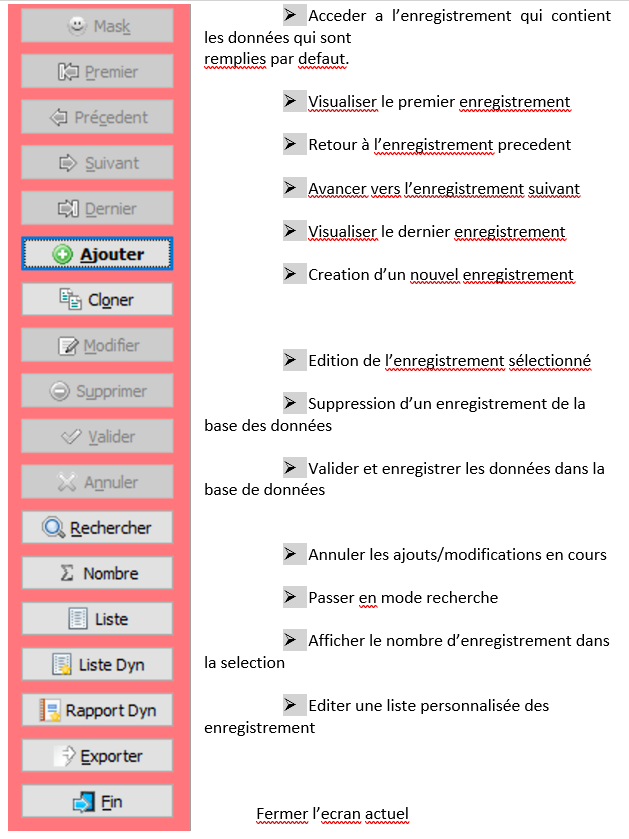 Mask
Premier
Précedent
Suivant
Dernier
Ajouter
Cloner
Modifier
Supprimer
Valider
Annuler
Rechercher
Nombre
Liste
Liste Dyn
Rapport Dyn
Exporter
Fin
➢ Acceder a l’enregistrement qui contient
les données qui sont
remplies par defaut.
➢ Visualiser le premier enregistrement
➢ Retour à l’enregistrement precedent
➢ Avancer vers l’enregistrement suivant
➢ Visualiser le dernier enregistrement
➢ Creation d’un nouvel enregistrement
➢ Edition de l’enregistrement sélectionné
➢ Suppression d’un enregistrement de la
base des données
➢ Valider et enregistrer les données dans la
base de données
➢ Annuler les ajouts/modifications en cours
➢ Passer en mode recherche
➢ Afficher le nombre d’enregistrement dans
la selection
➢ Editer une liste personnalisée des
enregistrement
Fermer l’ecran actuel